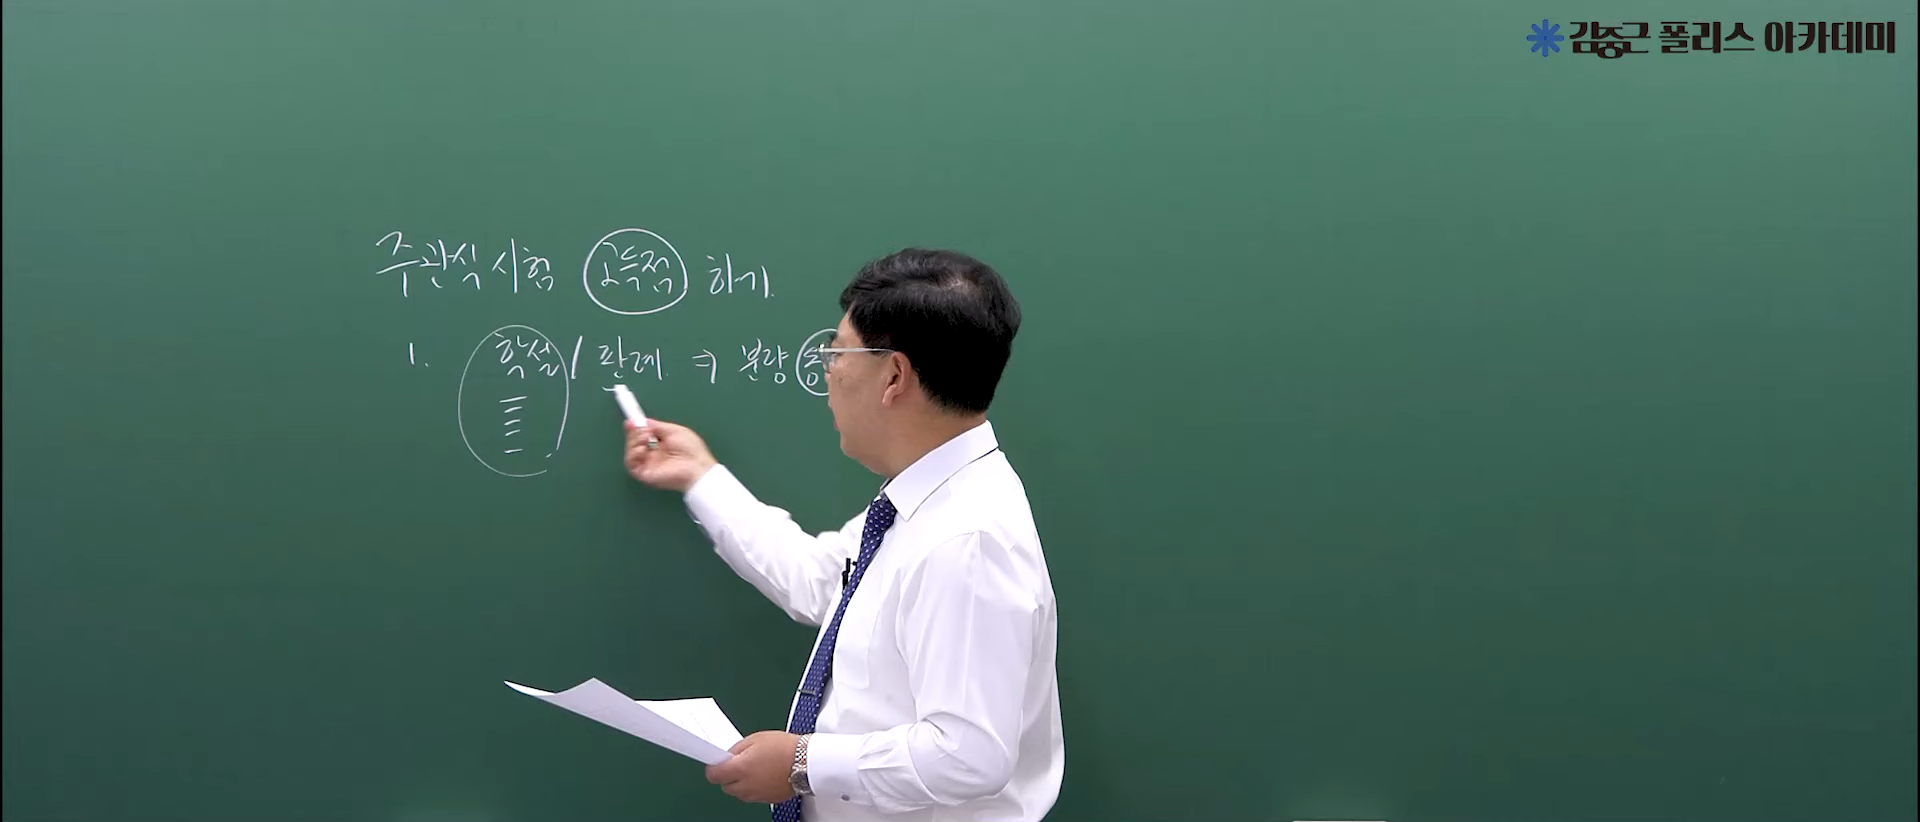 김중근 폴리스 아카데미
주관식 시험 고득점 하기.
1. 학설 / 판례 ⇒ 분량